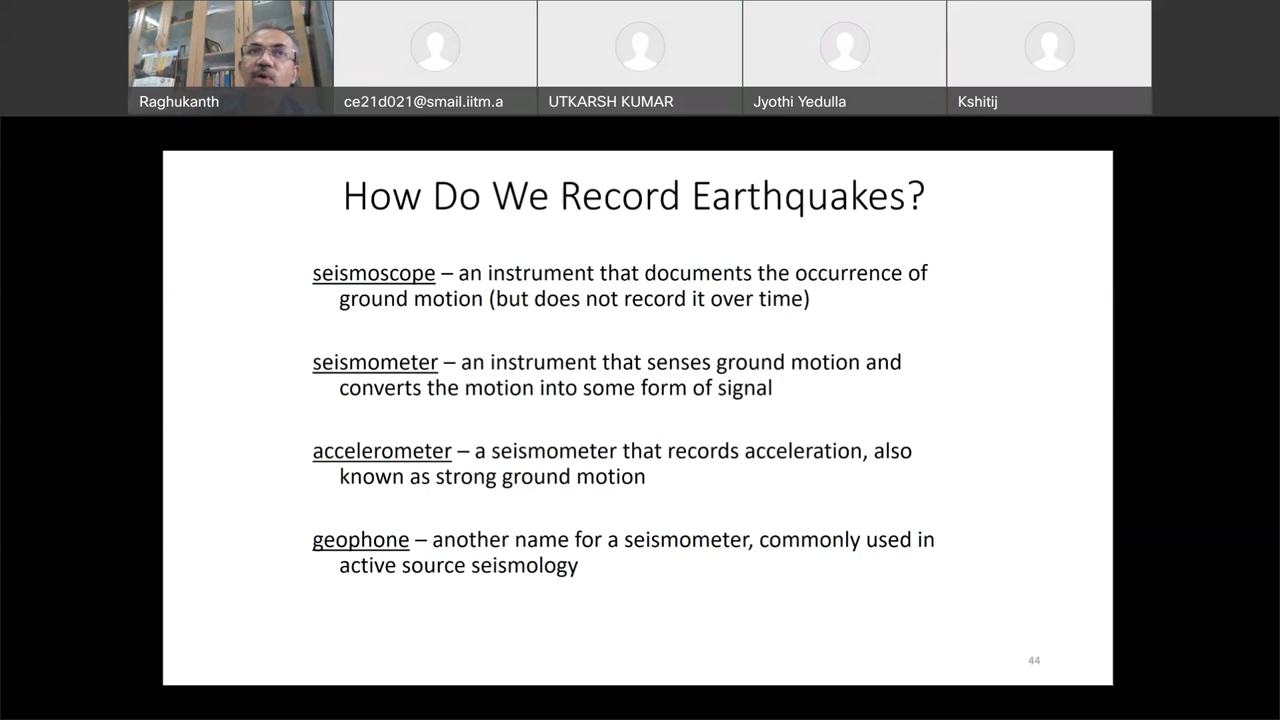 Raghukanth
ce21d021@smail.iitm.a
UTKARSH KUMAR
Jyothi Yedulla
Kshitij
How Do We Record Earthquakes?
seismoscope – an instrument that documents the occurrence of
ground motion (but does not record it over time)
seismometer – an instrument that senses ground motion and
converts the motion into some form of signal
accelerometer – a seismometer that records acceleration, also
known as strong ground motion
geophone – another name for a seismometer, commonly used in
active source seismology
44